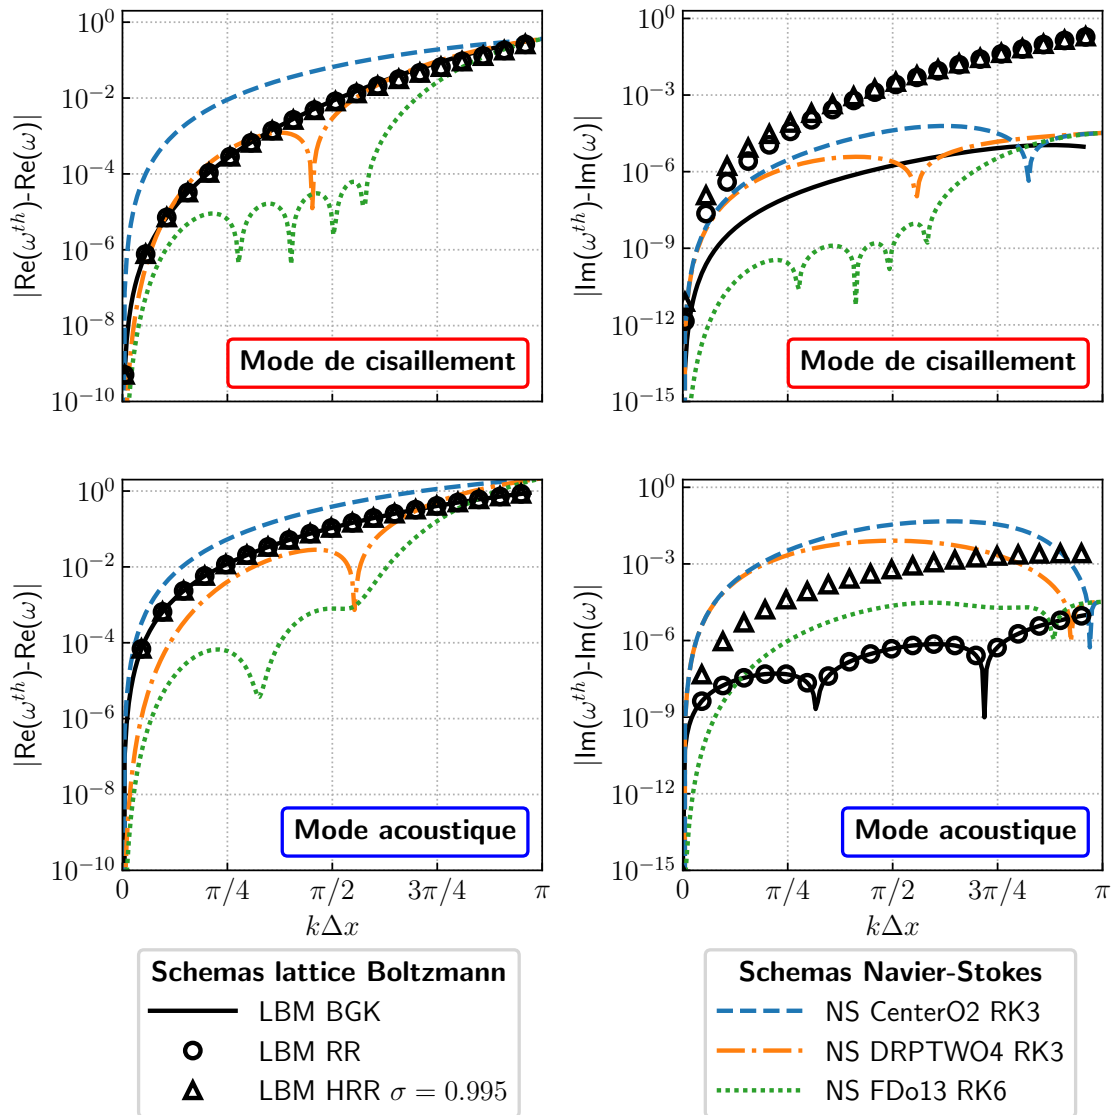 |Re(ω^{th})-Re(ω)|
10^0
10^{-2}
10^{-4}
10^{-6}
10^{-8}
10^{-10}
Mode de cisaillement
|Im(ω^{th})-Im(ω)|
10^0
10^{-3}
10^{-6}
10^{-9}
10^{-12}
10^{-15}
Mode de cisaillement
|Re(ω^{th})-Re(ω)|
10^0
10^{-2}
10^{-4}
10^{-6}
10^{-8}
10^{-10}
Mode acoustique
0 π/4 π/2 3π/4 π
kΔx
|Im(ω^{th})-Im(ω)|
10^0
10^{-3}
10^{-6}
10^{-9}
10^{-12}
10^{-15}
Mode acoustique
0 π/4 π/2 3π/4 π
kΔx
Schemas lattice Boltzmann
LBM BGK
LBM RR
LBM HRR σ = 0.995
Schemas Navier-Stokes
NS CenterO2 RK3
NS DRPTWO4 RK3
NS FDo13 RK6